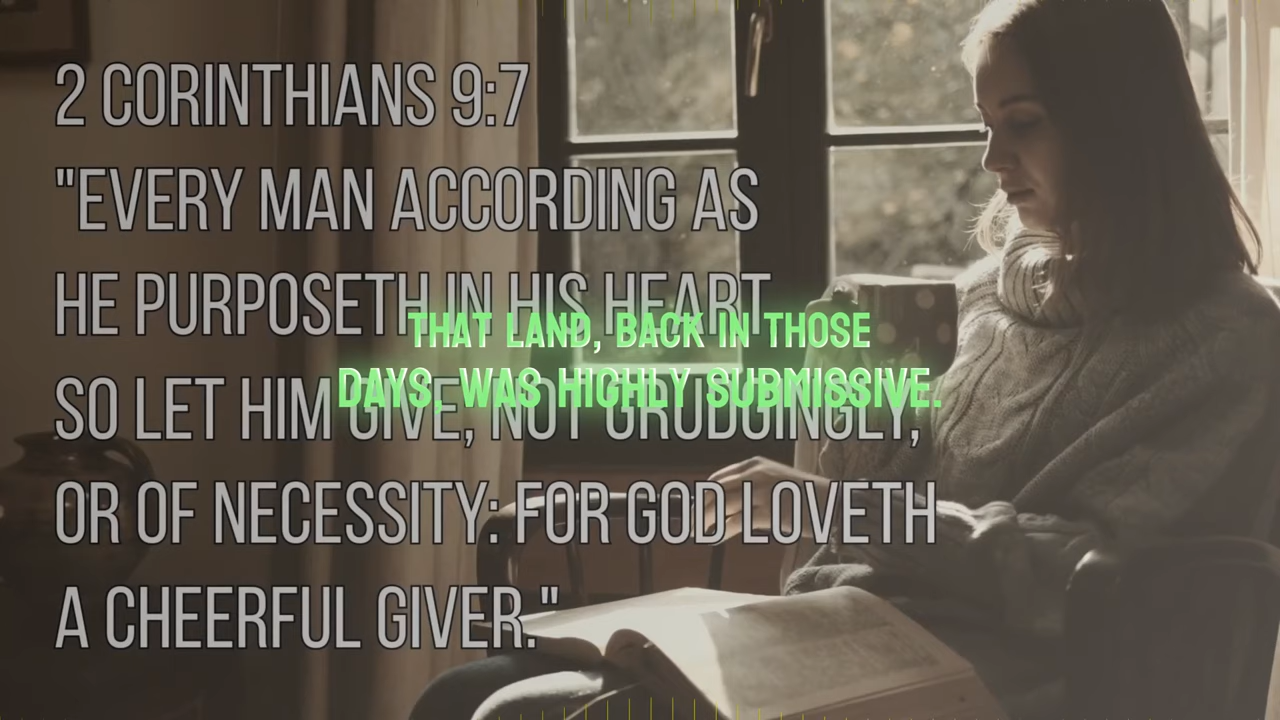 2 CORINTHIANS 9:7
"EVERY MAN ACCORDING AS
HE PURPOSETH IN HIS HEART
SO LET HIM GIVE, NOT GRUDGINGLY,
OR OF NECESSITY: FOR GOD LOVETH
A CHEERFUL GIVER."
THAT LAND, BACK IN THOSE
DAYS, WAS HIGHLY SUBMISSIVE.